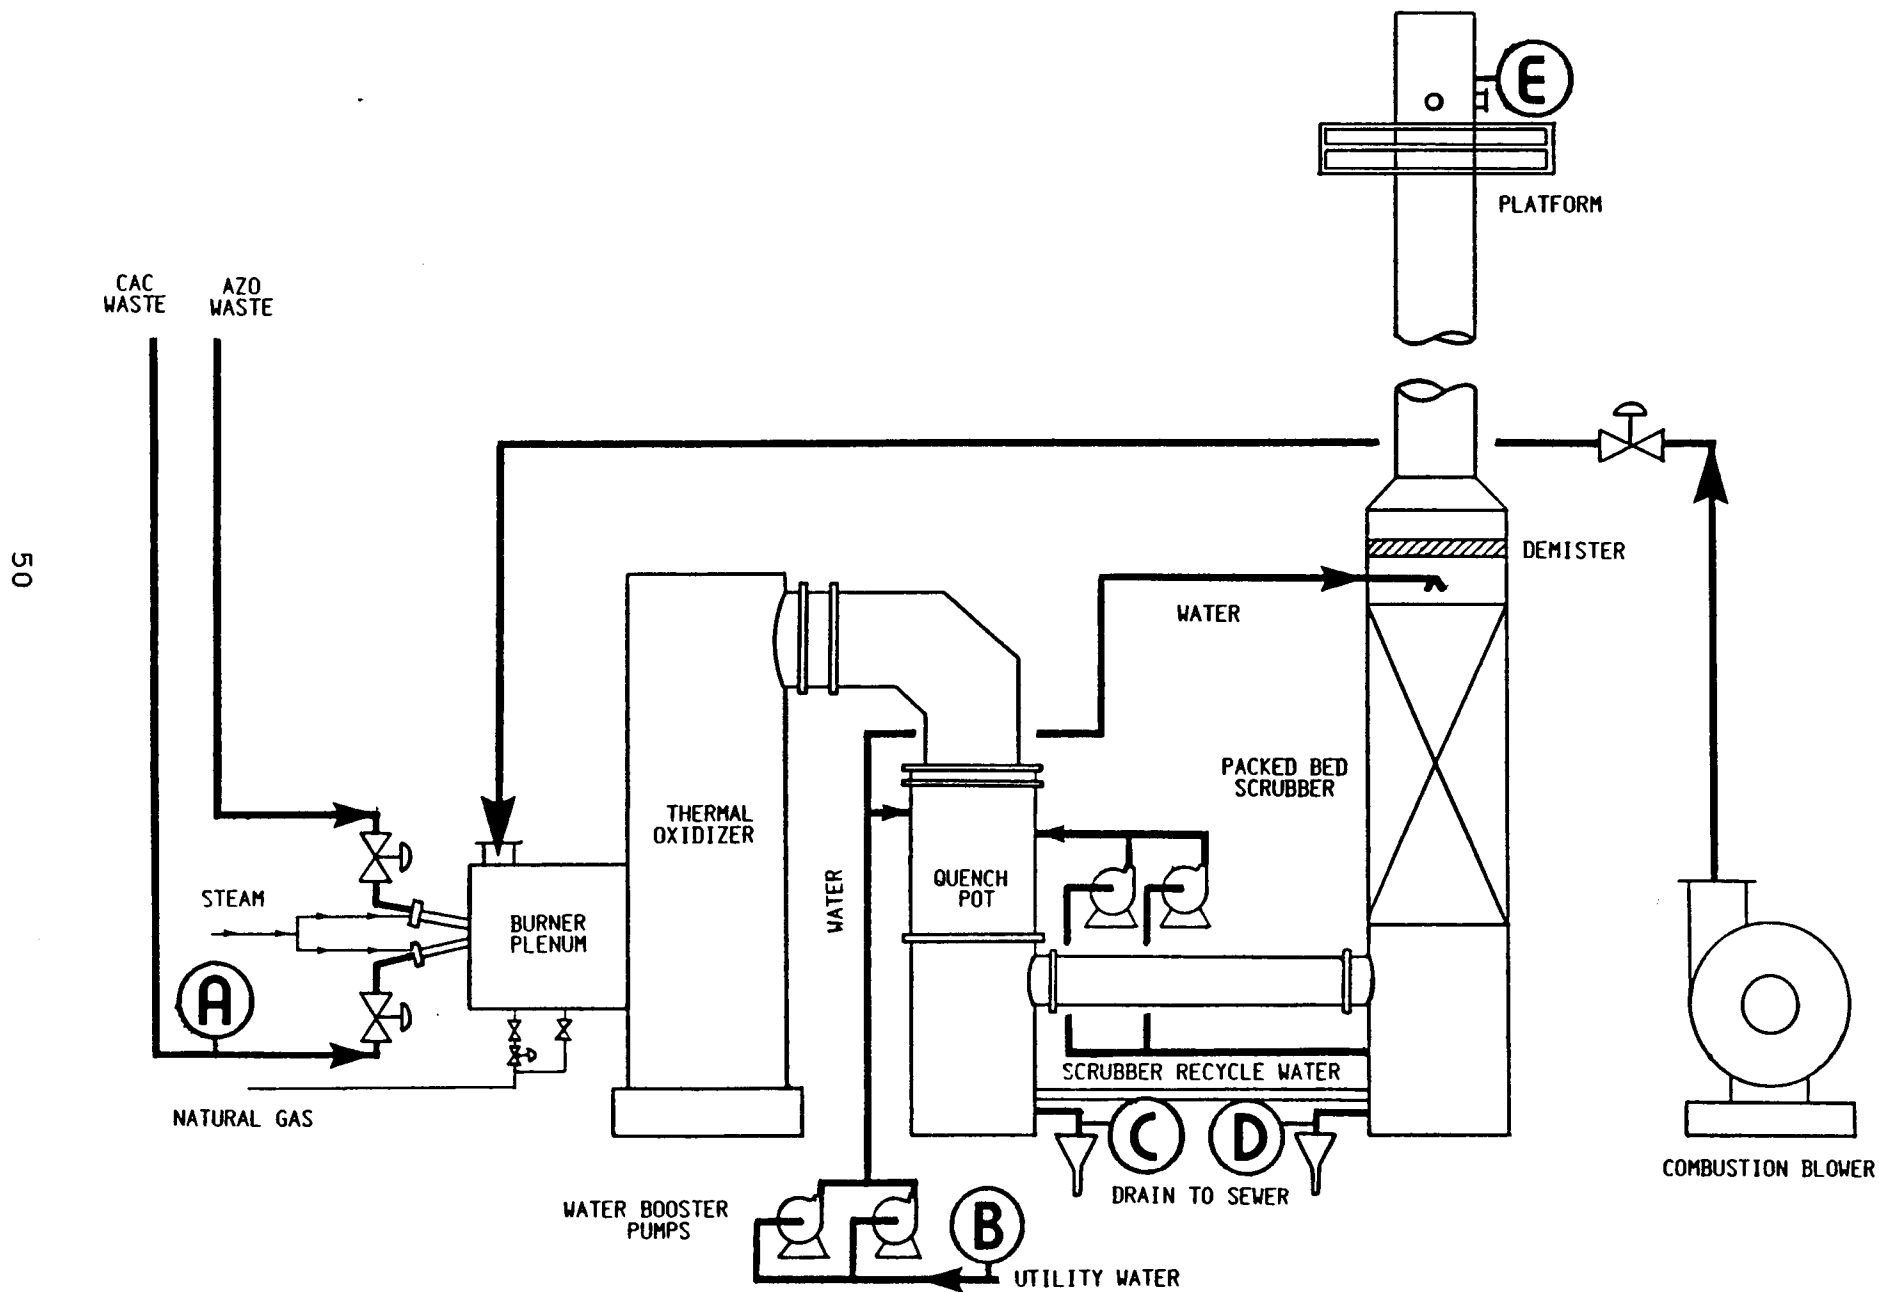 E
PLATFORM
CAC
WASTE
AZO
WASTE
50
DEMISTER
WATER
PACKED BED
SCRUBBER
THERMAL
OXIDIZER
QUENCH
POT
WATER
STEAM
BURNER
PLENUM
A
SCRUBBER RECYCLE WATER
NATURAL GAS
C
D
DRAIN TO SEWER
COMBUSTION BLOWER
WATER BOOSTER
PUMPS
B
UTILITY WATER